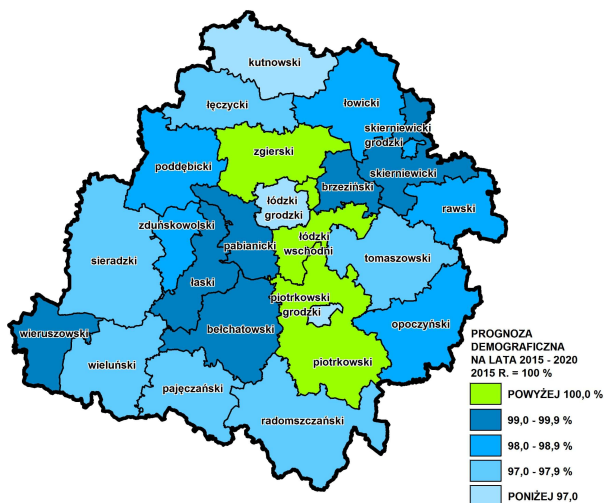 kutnowski
łęczycki
łowicki
skierniewicki
grodzki
zgierski
poddębicki
brzeziński
skierniewicki
łódzki
grodzki
rawski
zduńskowolski
pabianicki
łódzki
wschodni
sieradzki
tomaszowski
łaski
piotrkowski
grodzki
wieruszowski
bełchatowski
opoczyński
wieluński
piotrkowski
pajęczański
radomszczański
PROGNOZA
DEMOGRAFICZNA
NA LATA 2015 - 2020
2015 R. = 100 %
POWYŻEJ 100,0 %
99,0 - 99,9 %
98,0 - 98,9 %
97,0 - 97,9 %
PONIŻEJ 97,0